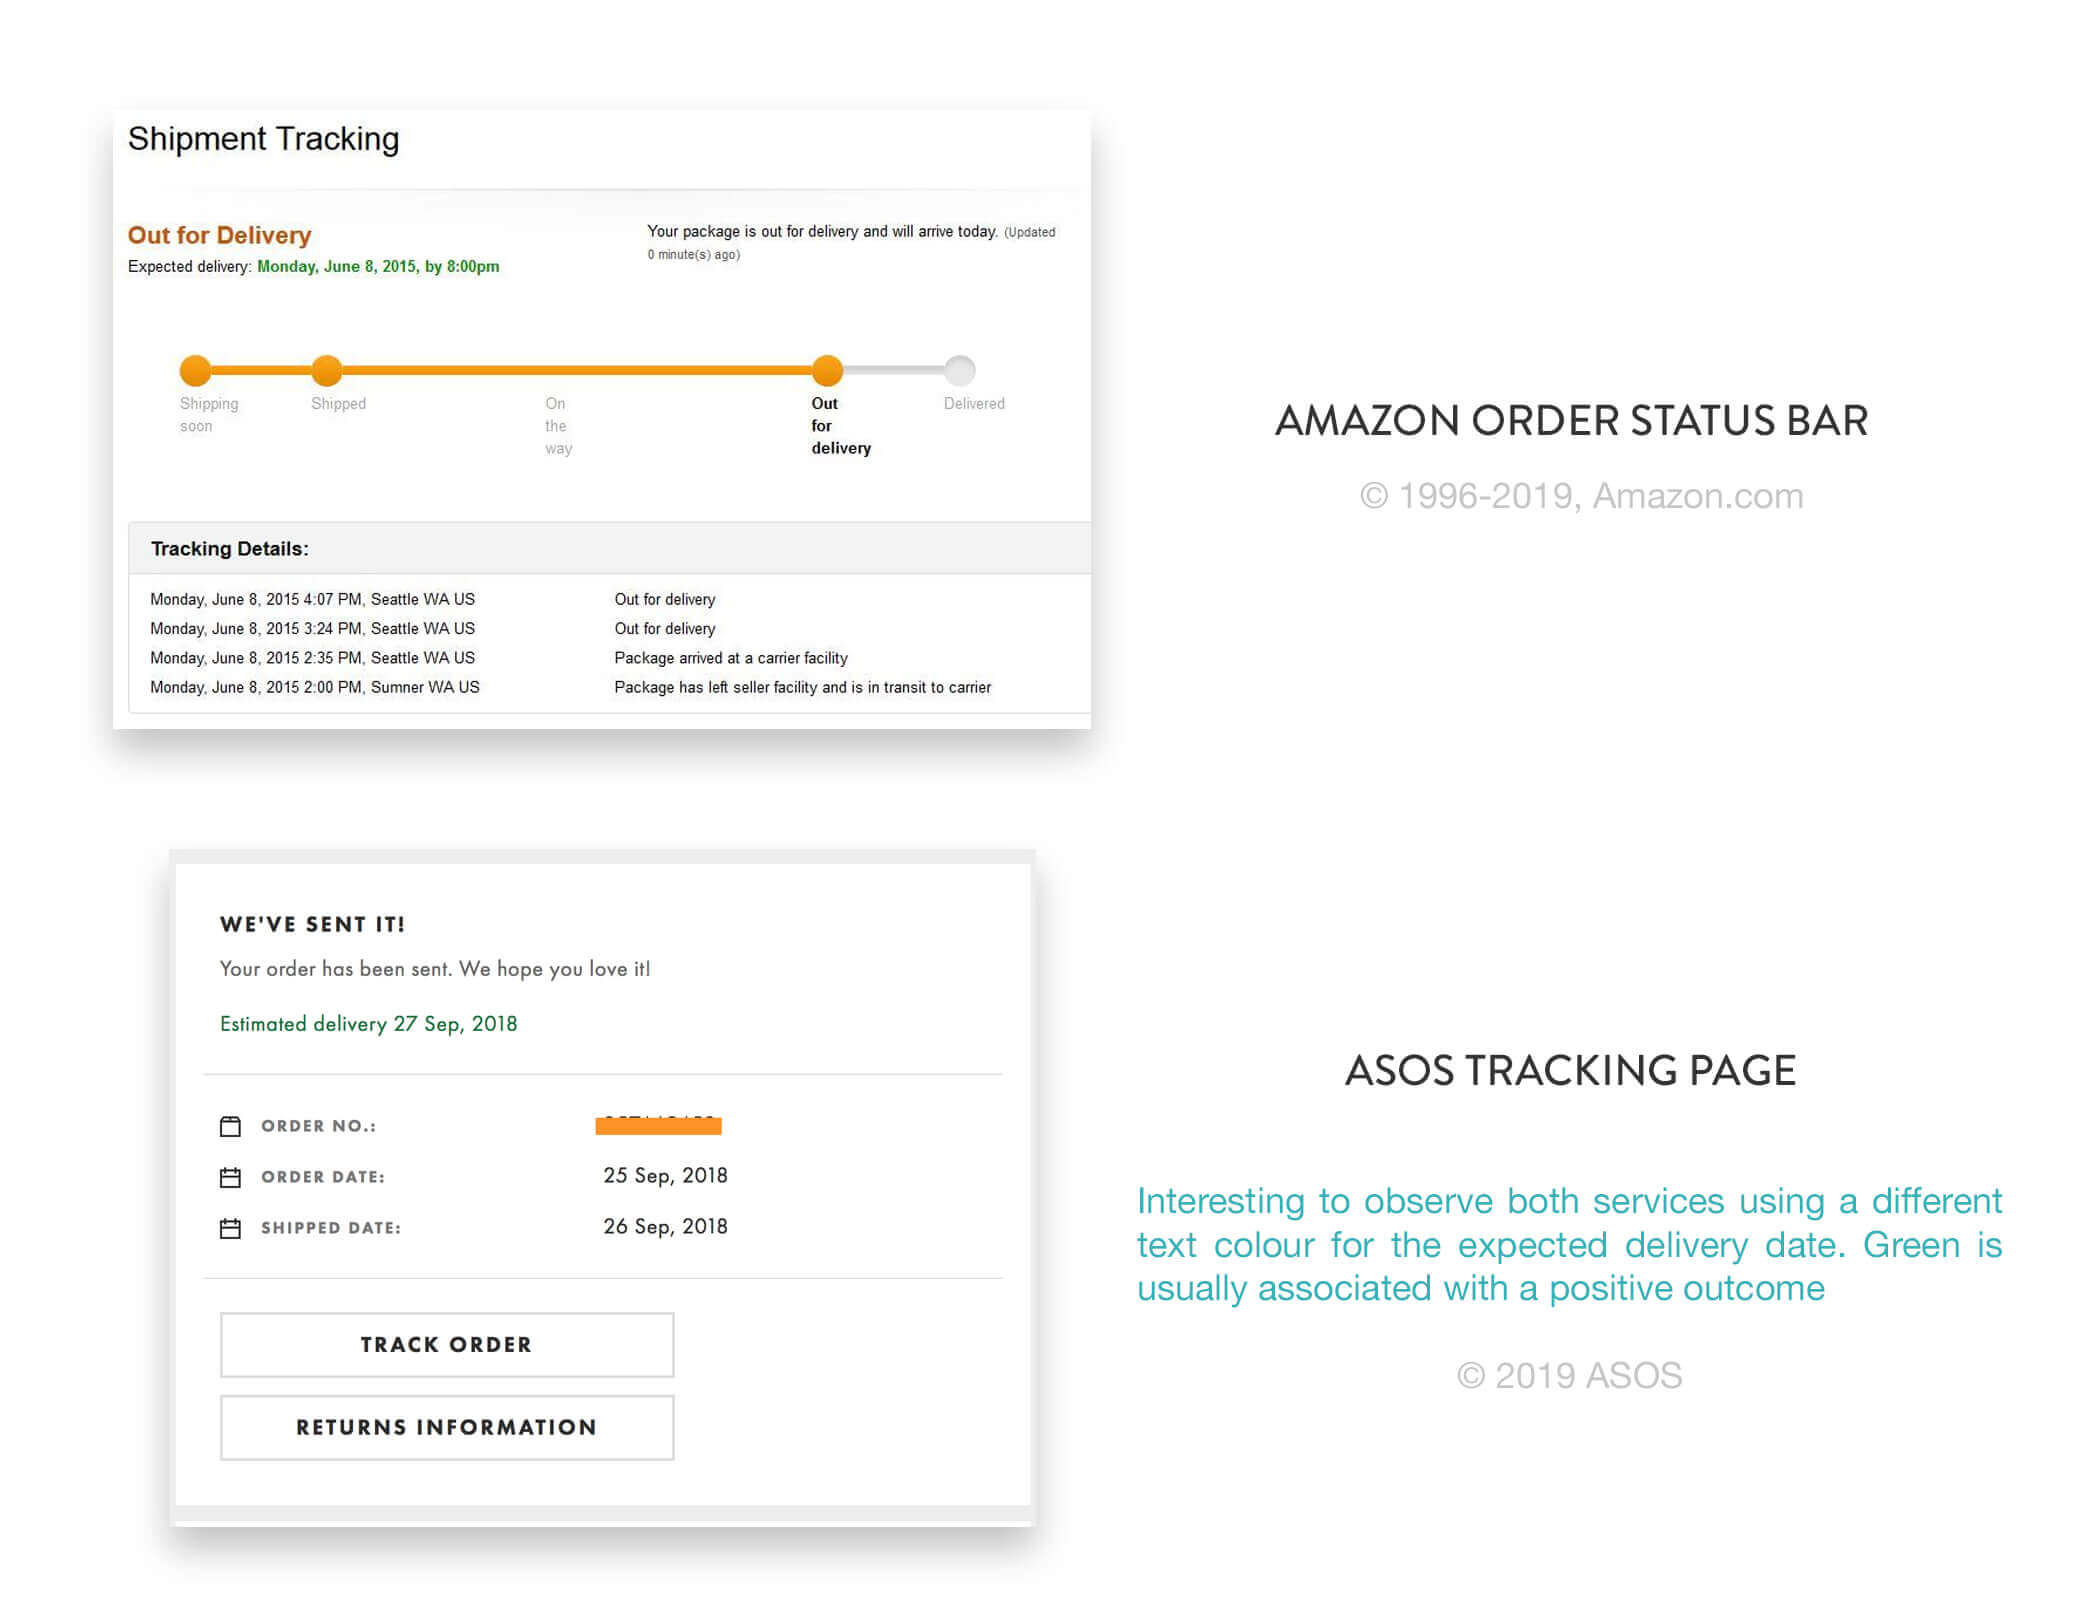 Shipment Tracking
Out for Delivery
Expected delivery: Monday, June 8, 2015, by 8:00pm
Your package is out for delivery and will arrive today. (Updated
0 minute(s) ago)
Shipping
soon
Shipped
On
the
way
Out
for
delivery
Delivered
Tracking Details:
Monday, June 8, 2015 4:07 PM, Seattle WA US Out for delivery
Monday, June 8, 2015 3:24 PM, Seattle WA US Out for delivery
Monday, June 8, 2015 2:35 PM, Seattle WA US Package arrived at a carrier facility
Monday, June 8, 2015 2:00 PM, Sumner WA US Package has left seller facility and is in transit to carrier
AMAZON ORDER STATUS BAR
© 1996-2019, Amazon.com
WE'VE SENT IT!
Your order has been sent. We hope you love it!
Estimated delivery 27 Sep, 2018
ORDER NO.:
ORDER DATE: 25 Sep, 2018
SHIPPED DATE: 26 Sep, 2018
TRACK ORDER
RETURNS INFORMATION
ASOS TRACKING PAGE
Interesting to observe both services using a different
text colour for the expected delivery date. Green is
usually associated with a positive outcome
© 2019 ASOS